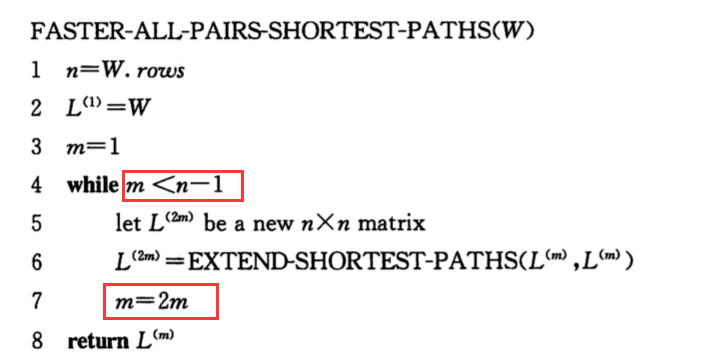 FASTER-ALL-PAIRS-SHORTEST-PATHS(W)
1 n=W. rows
2 L⁽¹⁾=W
3 m=1
4 while m<n−1
5 let L⁽²ᵐ⁾ be a new n×n matrix
6 L⁽²ᵐ⁾=EXTEND-SHORTEST-PATHS(L⁽ᵐ⁾,L⁽ᵐ⁾)
7 m=2m
8 return L⁽ᵐ⁾